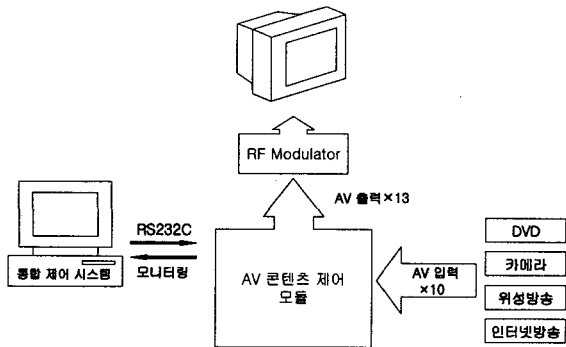 RF Modulator
AV 출력×13
RS232C
모니터링
통합 제어 시스템
AV 콘텐츠 제어
모듈
AV 입력
×10
DVD
카메라
위성방송
인터넷방송